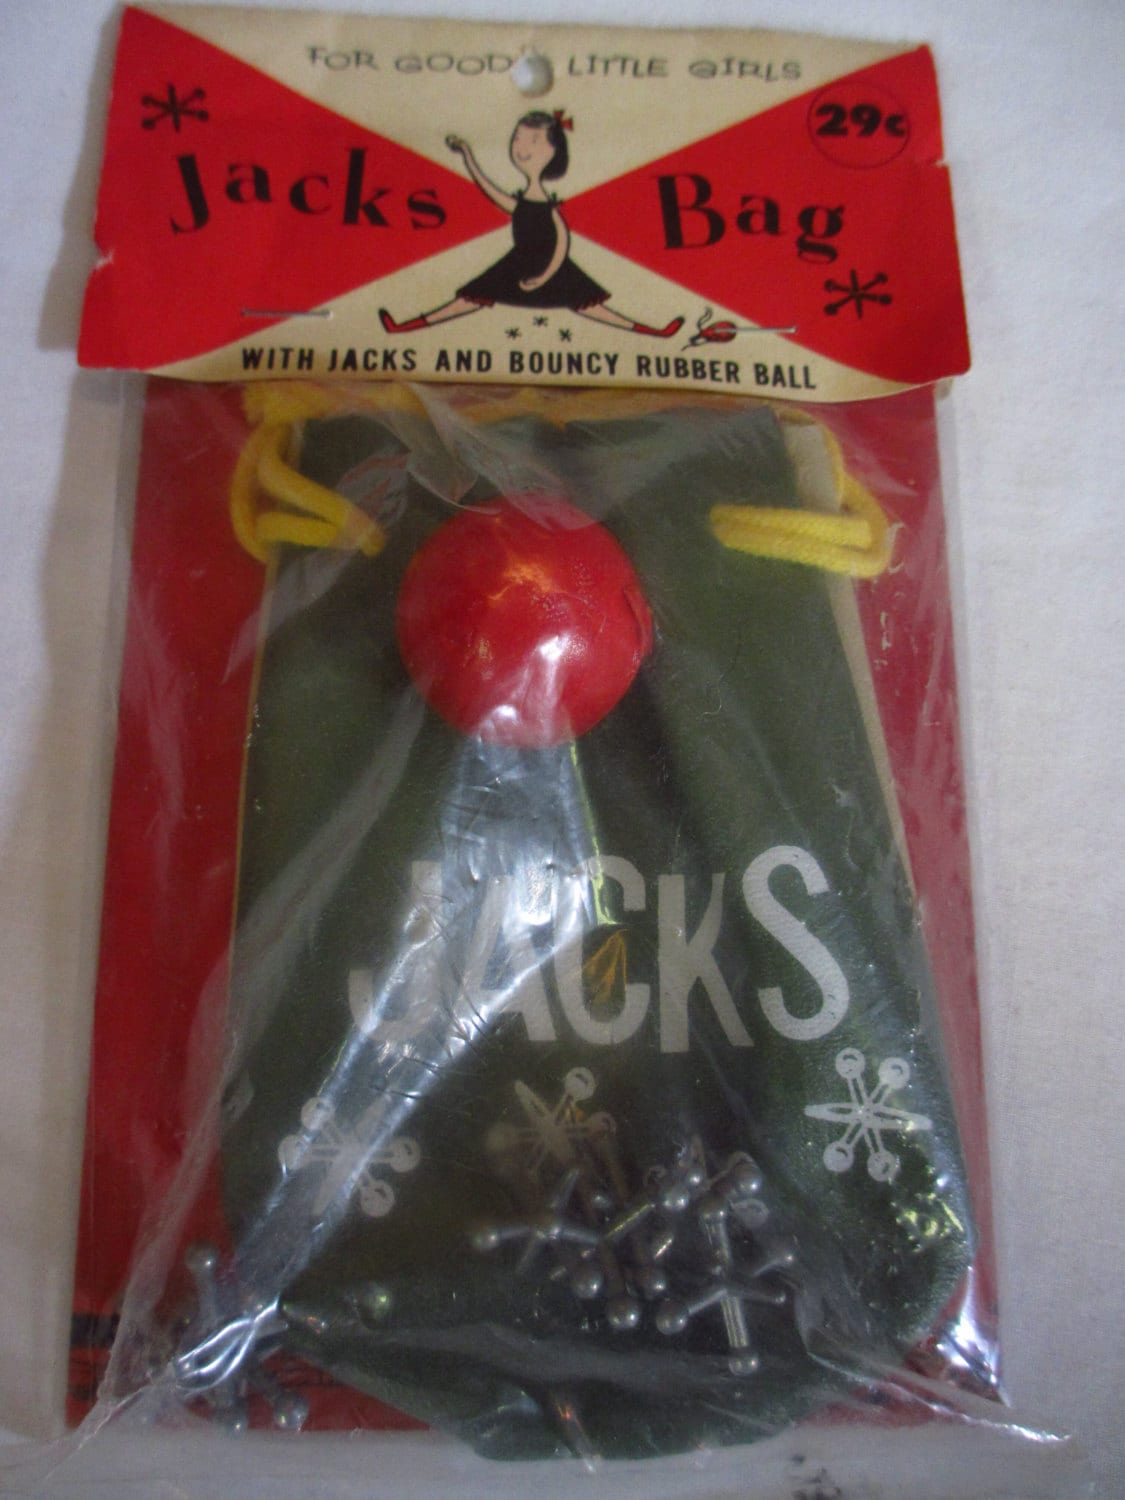 FOR GOOD LITTLE GIRLS
29¢
Jacks Bag
WITH JACKS AND BOUNCY RUBBER BALL
JACKS